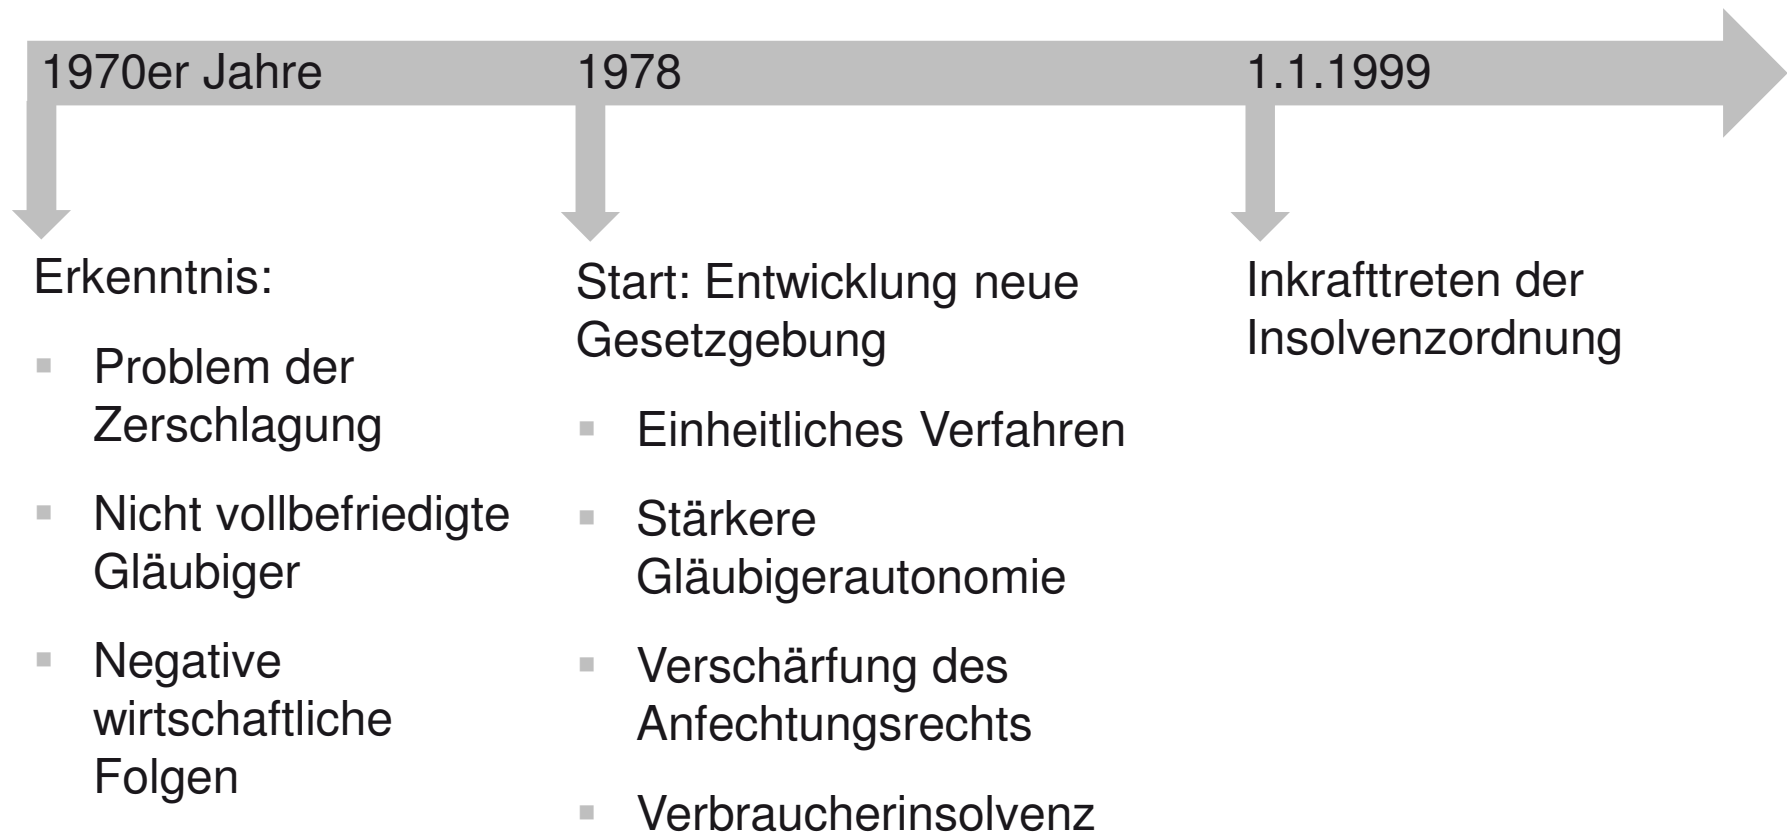 1970er Jahre
1978
1.1.1999
Erkenntnis:
Problem der
Zerschlagung
Nicht vollbefriedigte
Gläubiger
Negative
wirtschaftliche
Folgen
Start: Entwicklung neue
Gesetzgebung
Einheitliches Verfahren
Stärkere
Gläubigerautonomie
Verschärfung des
Anfechtungsrechts
Verbraucherinsolvenz
Inkrafttreten der
Insolvenzordnung